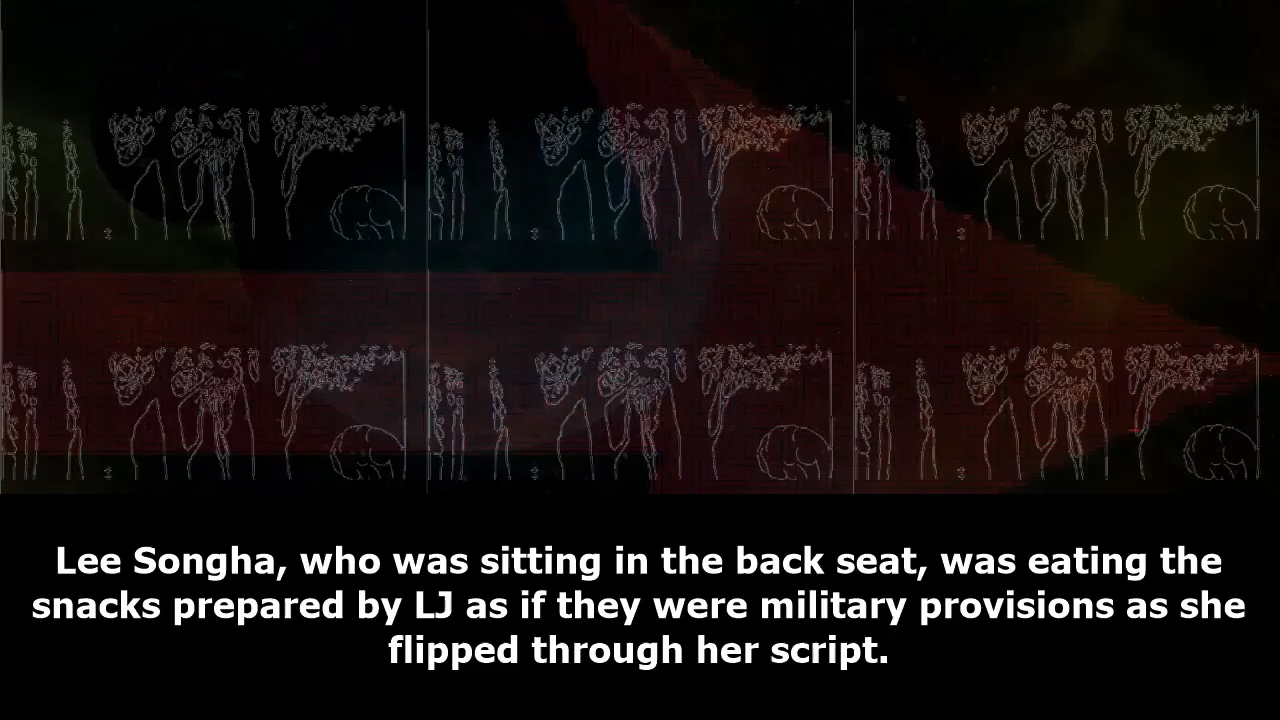 Lee Songha, who was sitting in the back seat, was eating the
snacks prepared by LJ as if they were military provisions as she
flipped through her script.